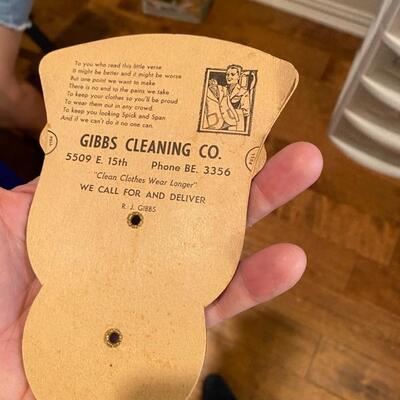 To you who read this little verse
It might be better and it might be worse
But one point we want to make
There is no end to the pains we take
To keep your clothes so you'll be proud
To wear them out in any crowd.
Keep you looking Spick and Span
And if we can't do it no one can.
GIBBS CLEANING CO.
5509 E. 15th Phone BE. 3356
"Clean Clothes Wear Longer"
WE CALL FOR AND DELIVER
R. J. GIBBS
PULL
PULL